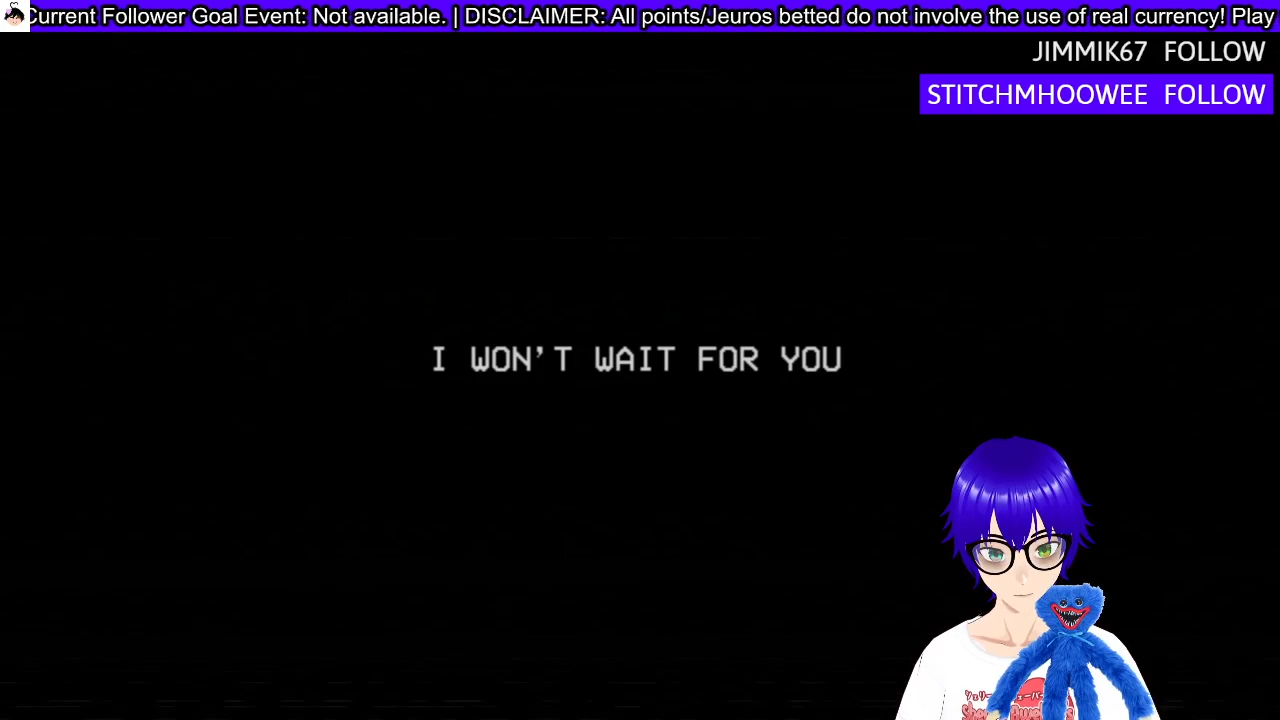 Current Follower Goal Event: Not available. | DISCLAIMER: All points/Jeuros betted do not involve the use of real currency! Play
JIMMIK67 FOLLOW
STITCHMHOOWEE FOLLOW
I WON'T WAIT FOR YOU